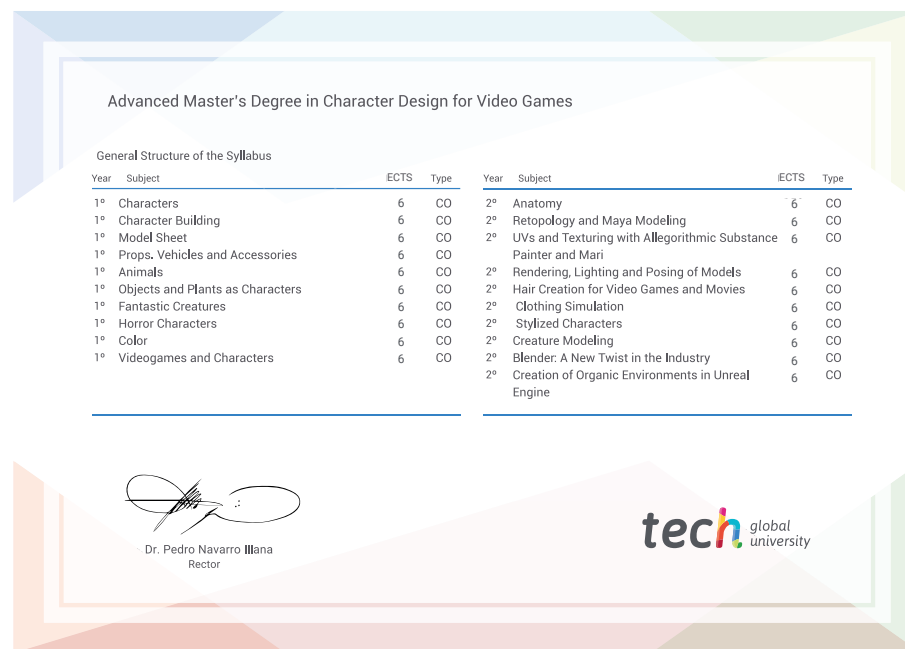 Advanced Master's Degree in Character Design for Video Games
General Structure of the Syllabus
Year Subject ECTS Type
1º Characters 6 CO
1º Character Building 6 CO
1º Model Sheet 6 CO
1º Props. Vehicles and Accessories 6 CO
1º Animals 6 CO
1º Objects and Plants as Characters 6 CO
1º Fantastic Creatures 6 CO
1º Horror Characters 6 CO
1º Color 6 CO
1º Videogames and Characters 6 CO
Year Subject ECTS Type
2º Anatomy 6 CO
2º Retopology and Maya Modeling 6 CO
2º UVs and Texturing with Allegorithmic Substance 6 CO
Painter and Mari
2º Rendering, Lighting and Posing of Models 6 CO
2º Hair Creation for Video Games and Movies 6 CO
2º Clothing Simulation 6 CO
2º Stylized Characters 6 CO
2º Creature Modeling 6 CO
2º Blender: A New Twist in the Industry 6 CO
2º Creation of Organic Environments in Unreal 6 CO
Engine
Dr. Pedro Navarro Illana
Rector
tech global
university